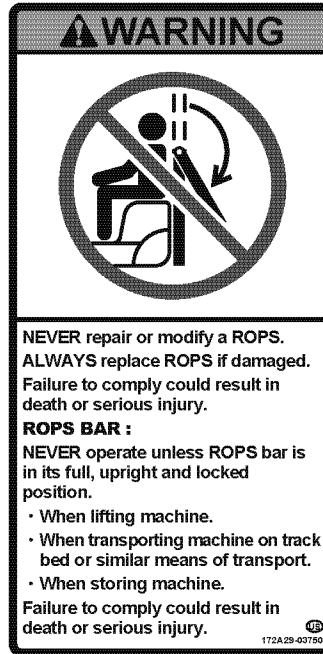 WARNING
NEVER repair or modify a ROPS.
ALWAYS replace ROPS if damaged.
Failure to comply could result in
death or serious injury.
ROPS BAR :
NEVER operate unless ROPS bar is
in its full, upright and locked
position.
· When lifting machine.
· When transporting machine on track
bed or similar means of transport.
· When storing machine.
Failure to comply could result in
death or serious injury.
US
172A29-03750